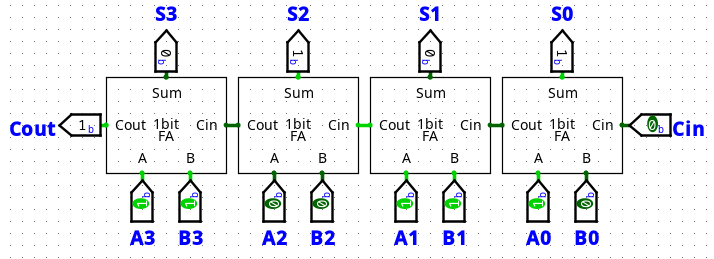 S3 S2 S1 S0
0b 1b 0b 1b
Sum Sum Sum Sum
Cout 1b Cout 1bit FA Cin Cout 1bit FA Cin Cout 1bit FA Cin Cout 1bit FA Cin 0b Cin
A B A B A B A B
1b 1b 0b 0b 1b 1b 1b 0b
A3 B3 A2 B2 A1 B1 A0 B0